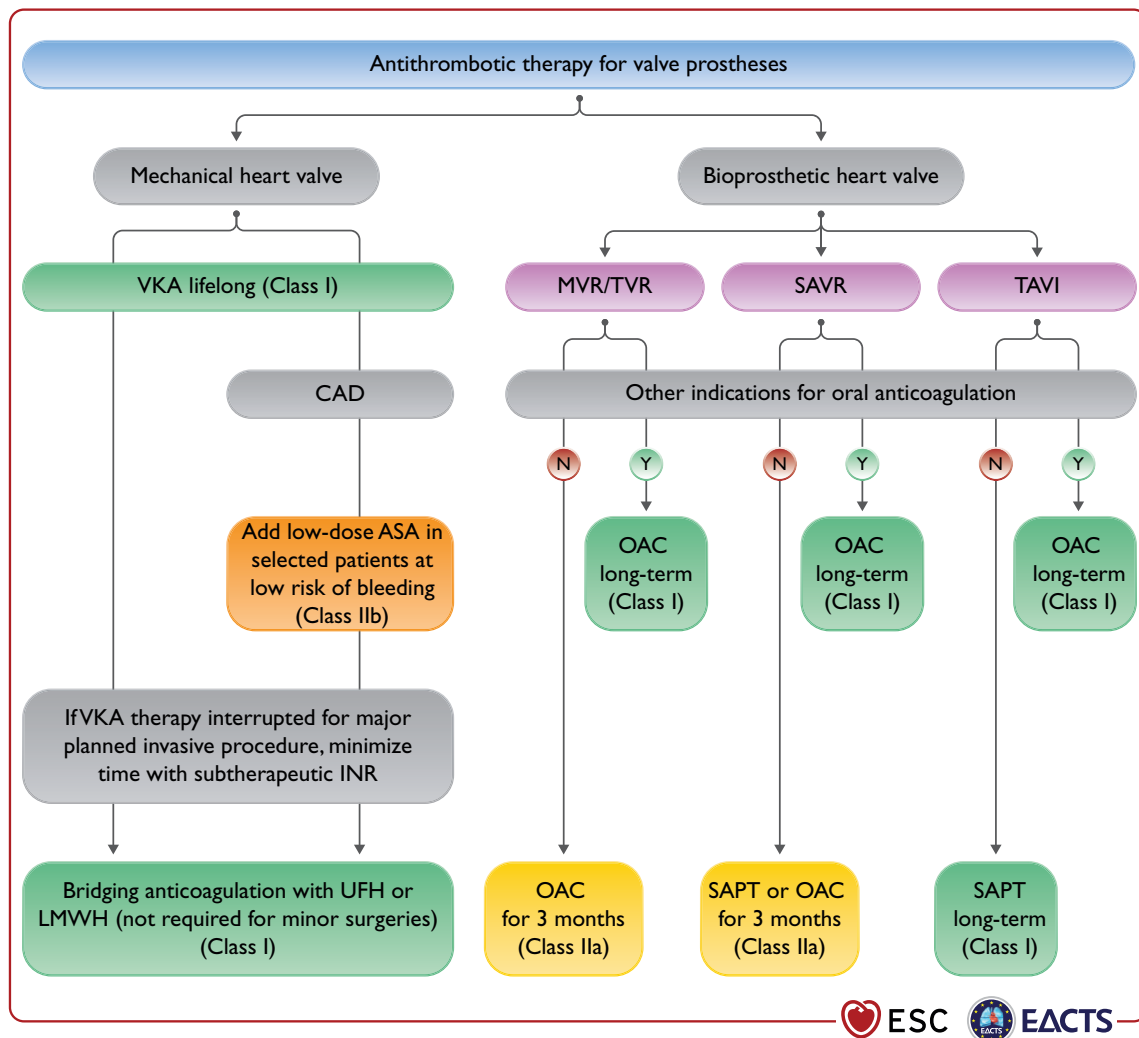 Antithrombotic therapy for valve prostheses
Mechanical heart valve
Bioprosthetic heart valve
VKA lifelong (Class I)
MVR/TVR
SAVR
TAVI
CAD
Other indications for oral anticoagulation
N
Y
N
Y
N
Y
Add low-dose ASA in
selected patients at
low risk of bleeding
(Class IIb)
OAC
long-term
(Class I)
OAC
long-term
(Class I)
OAC
long-term
(Class I)
If VKA therapy interrupted for major
planned invasive procedure, minimize
time with subtherapeutic INR
Bridging anticoagulation with UFH or
LMWH (not required for minor surgeries)
(Class I)
OAC
for 3 months
(Class IIa)
SAPT or OAC
for 3 months
(Class IIa)
SAPT
long-term
(Class I)
ESC
EACTS
EΔCTS